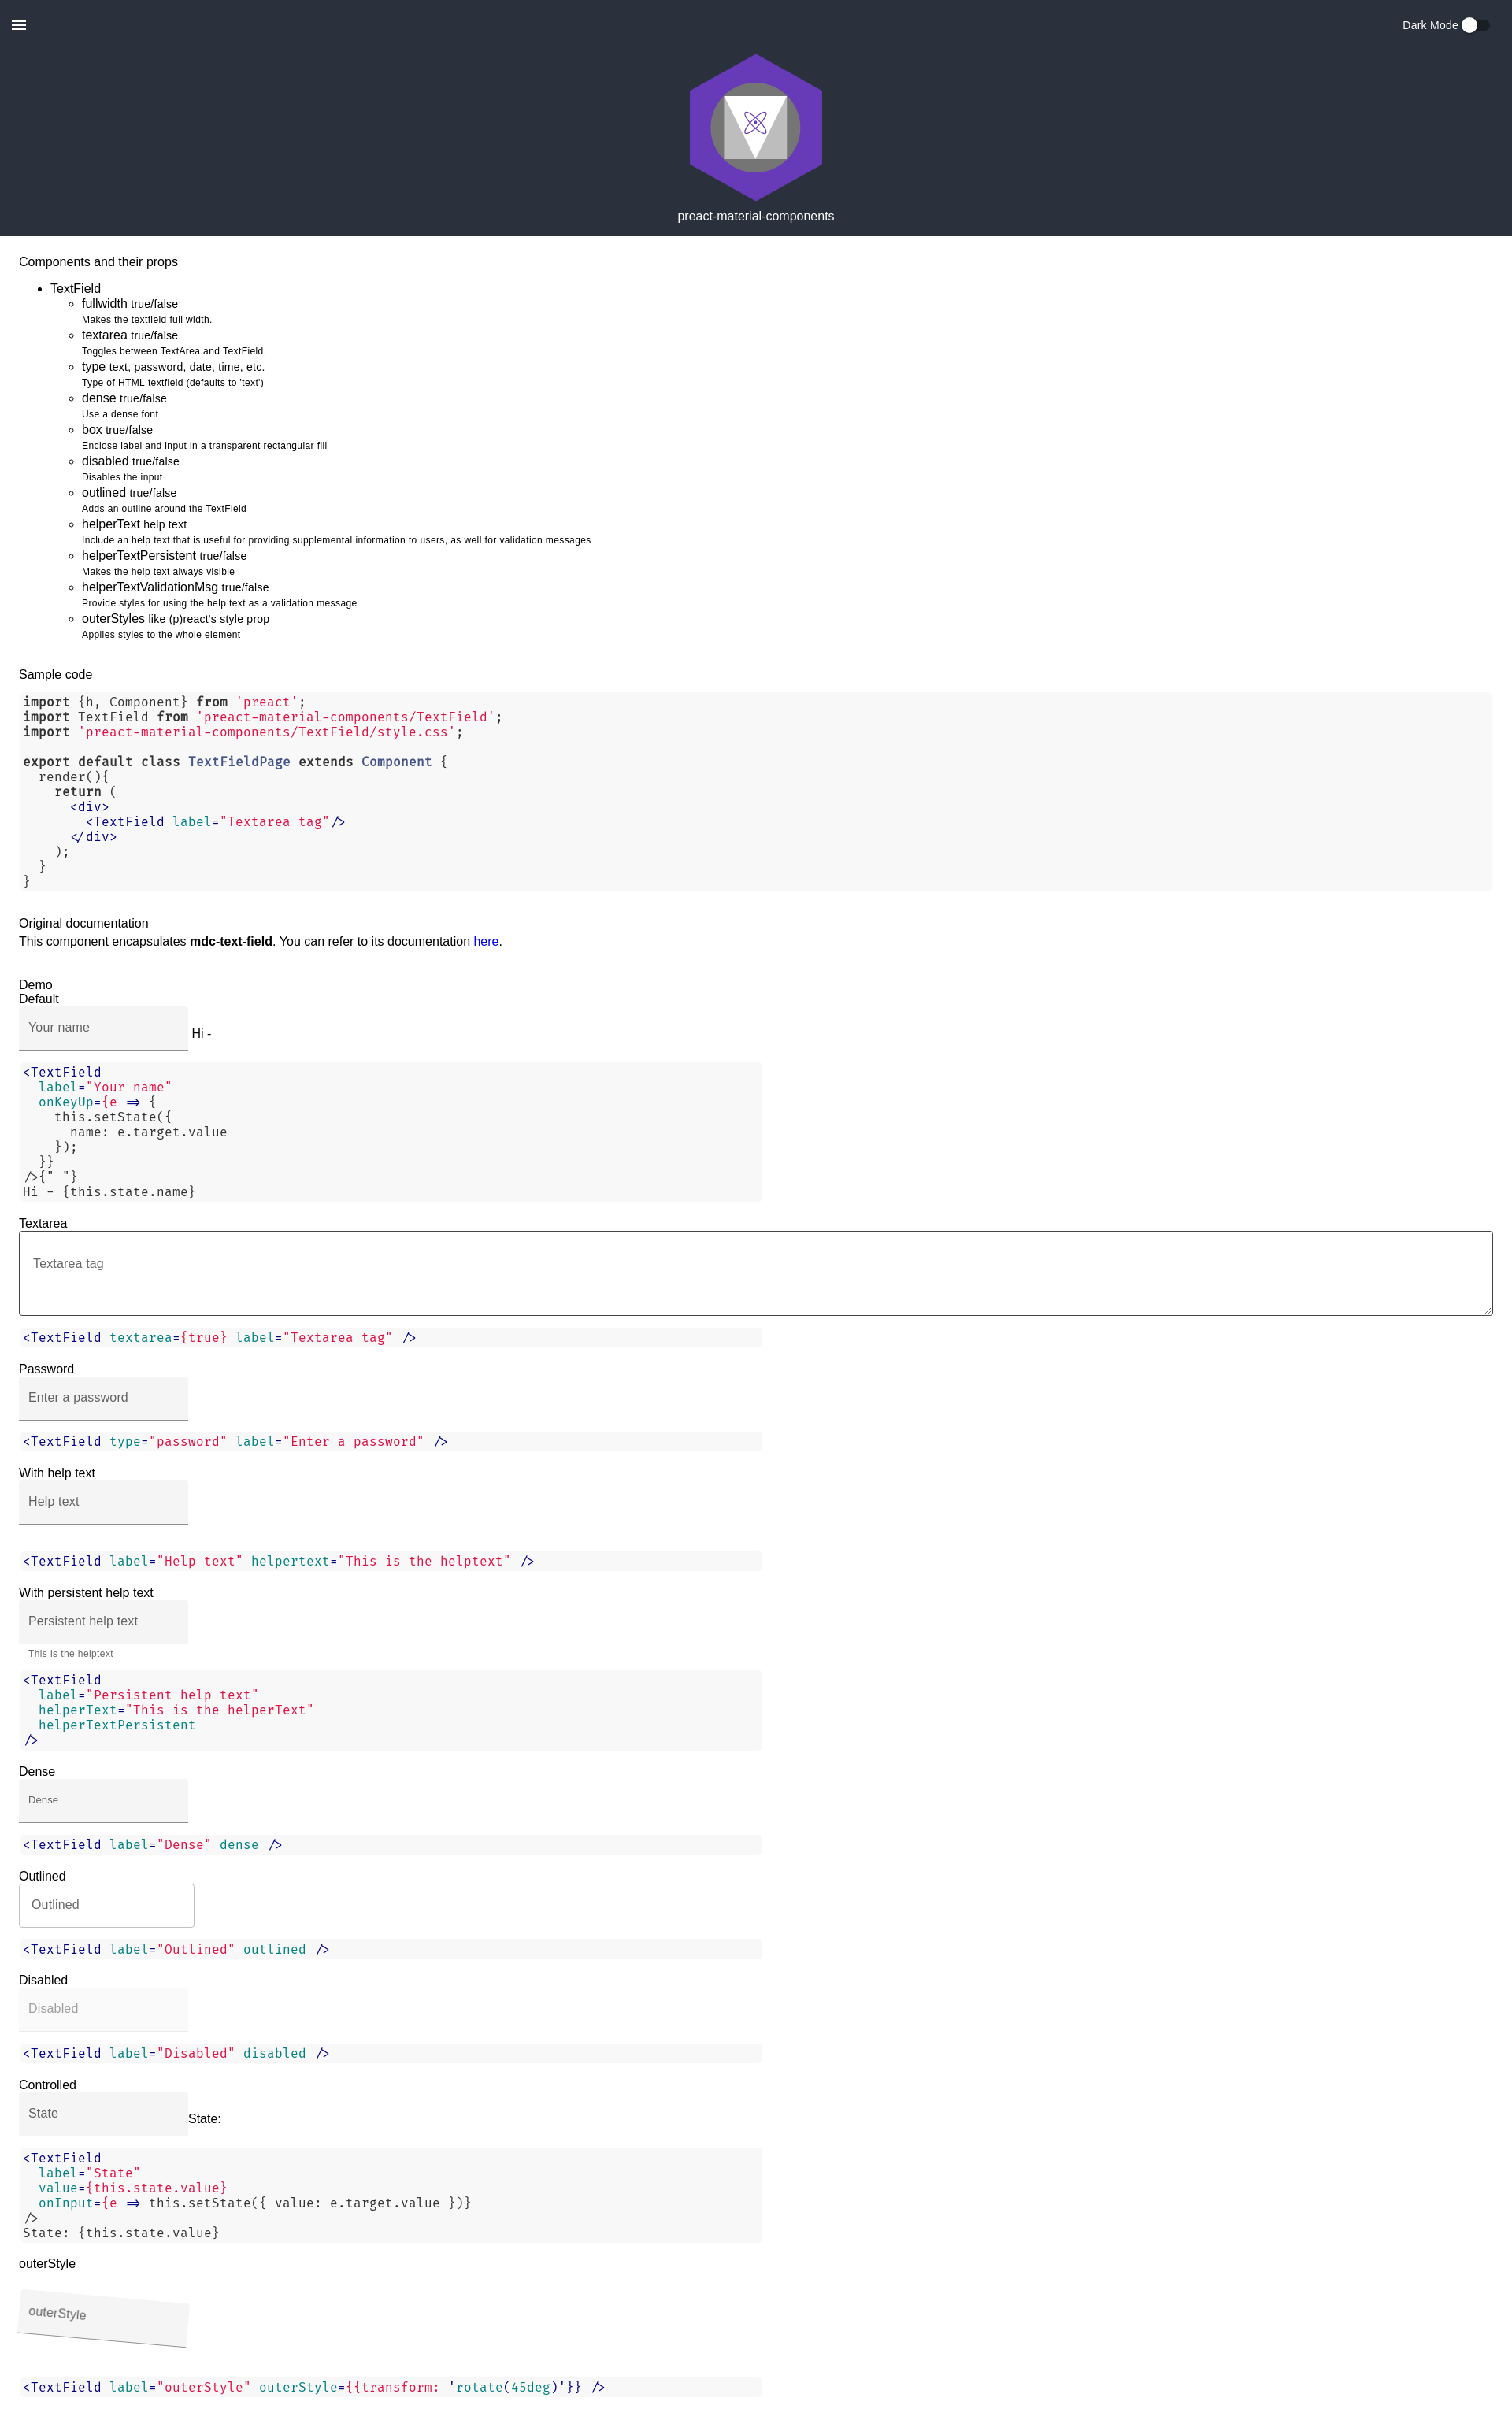 Dark Mode
preact-material-components
Components and their props
TextField
fullwidth true/false
Makes the textfield full width.
textarea true/false
Toggles between TextArea and TextField.
type text, password, date, time, etc.
Type of HTML textfield (defaults to 'text')
dense true/false
Use a dense font
box true/false
Enclose label and input in a transparent rectangular fill
disabled true/false
Disables the input
outlined true/false
Adds an outline around the TextField
helperText help text
Include an help text that is useful for providing supplemental information to users, as well for validation messages
helperTextPersistent true/false
Makes the help text always visible
helperTextValidationMsg true/false
Provide styles for using the help text as a validation message
outerStyles like (p)react's style prop
Applies styles to the whole element
Sample code
import {h, Component} from 'preact';
import TextField from 'preact-material-components/TextField';
import 'preact-material-components/TextField/style.css';
export default class TextFieldPage extends Component {
render(){
return (
<div>
<TextField label="Textarea tag"/>
</div>
);
}
}
Original documentation
This component encapsulates mdc-text-field. You can refer to its documentation here.
Demo
Default
Your name Hi -
<TextField
label="Your name"
onKeyUp={e => {
this.setState({
name: e.target.value
});
}}
/>{" "}
Hi - {this.state.name}
Textarea
Textarea tag
<TextField textarea={true} label="Textarea tag" />
Password
Enter a password
<TextField type="password" label="Enter a password" />
With help text
Help text
<TextField label="Help text" helpertext="This is the helptext" />
With persistent help text
Persistent help text
This is the helptext
<TextField
label="Persistent help text"
helperText="This is the helperText"
helperTextPersistent
/>
Dense
Dense
<TextField label="Dense" dense />
Outlined
Outlined
<TextField label="Outlined" outlined />
Disabled
Disabled
<TextField label="Disabled" disabled />
Controlled
State State:
<TextField
label="State"
value={this.state.value}
onInput={e => this.setState({ value: e.target.value })}
/>
State: {this.state.value}
outerStyle
outerStyle
<TextField label="outerStyle" outerStyle={{transform: 'rotate(45deg)'}} />